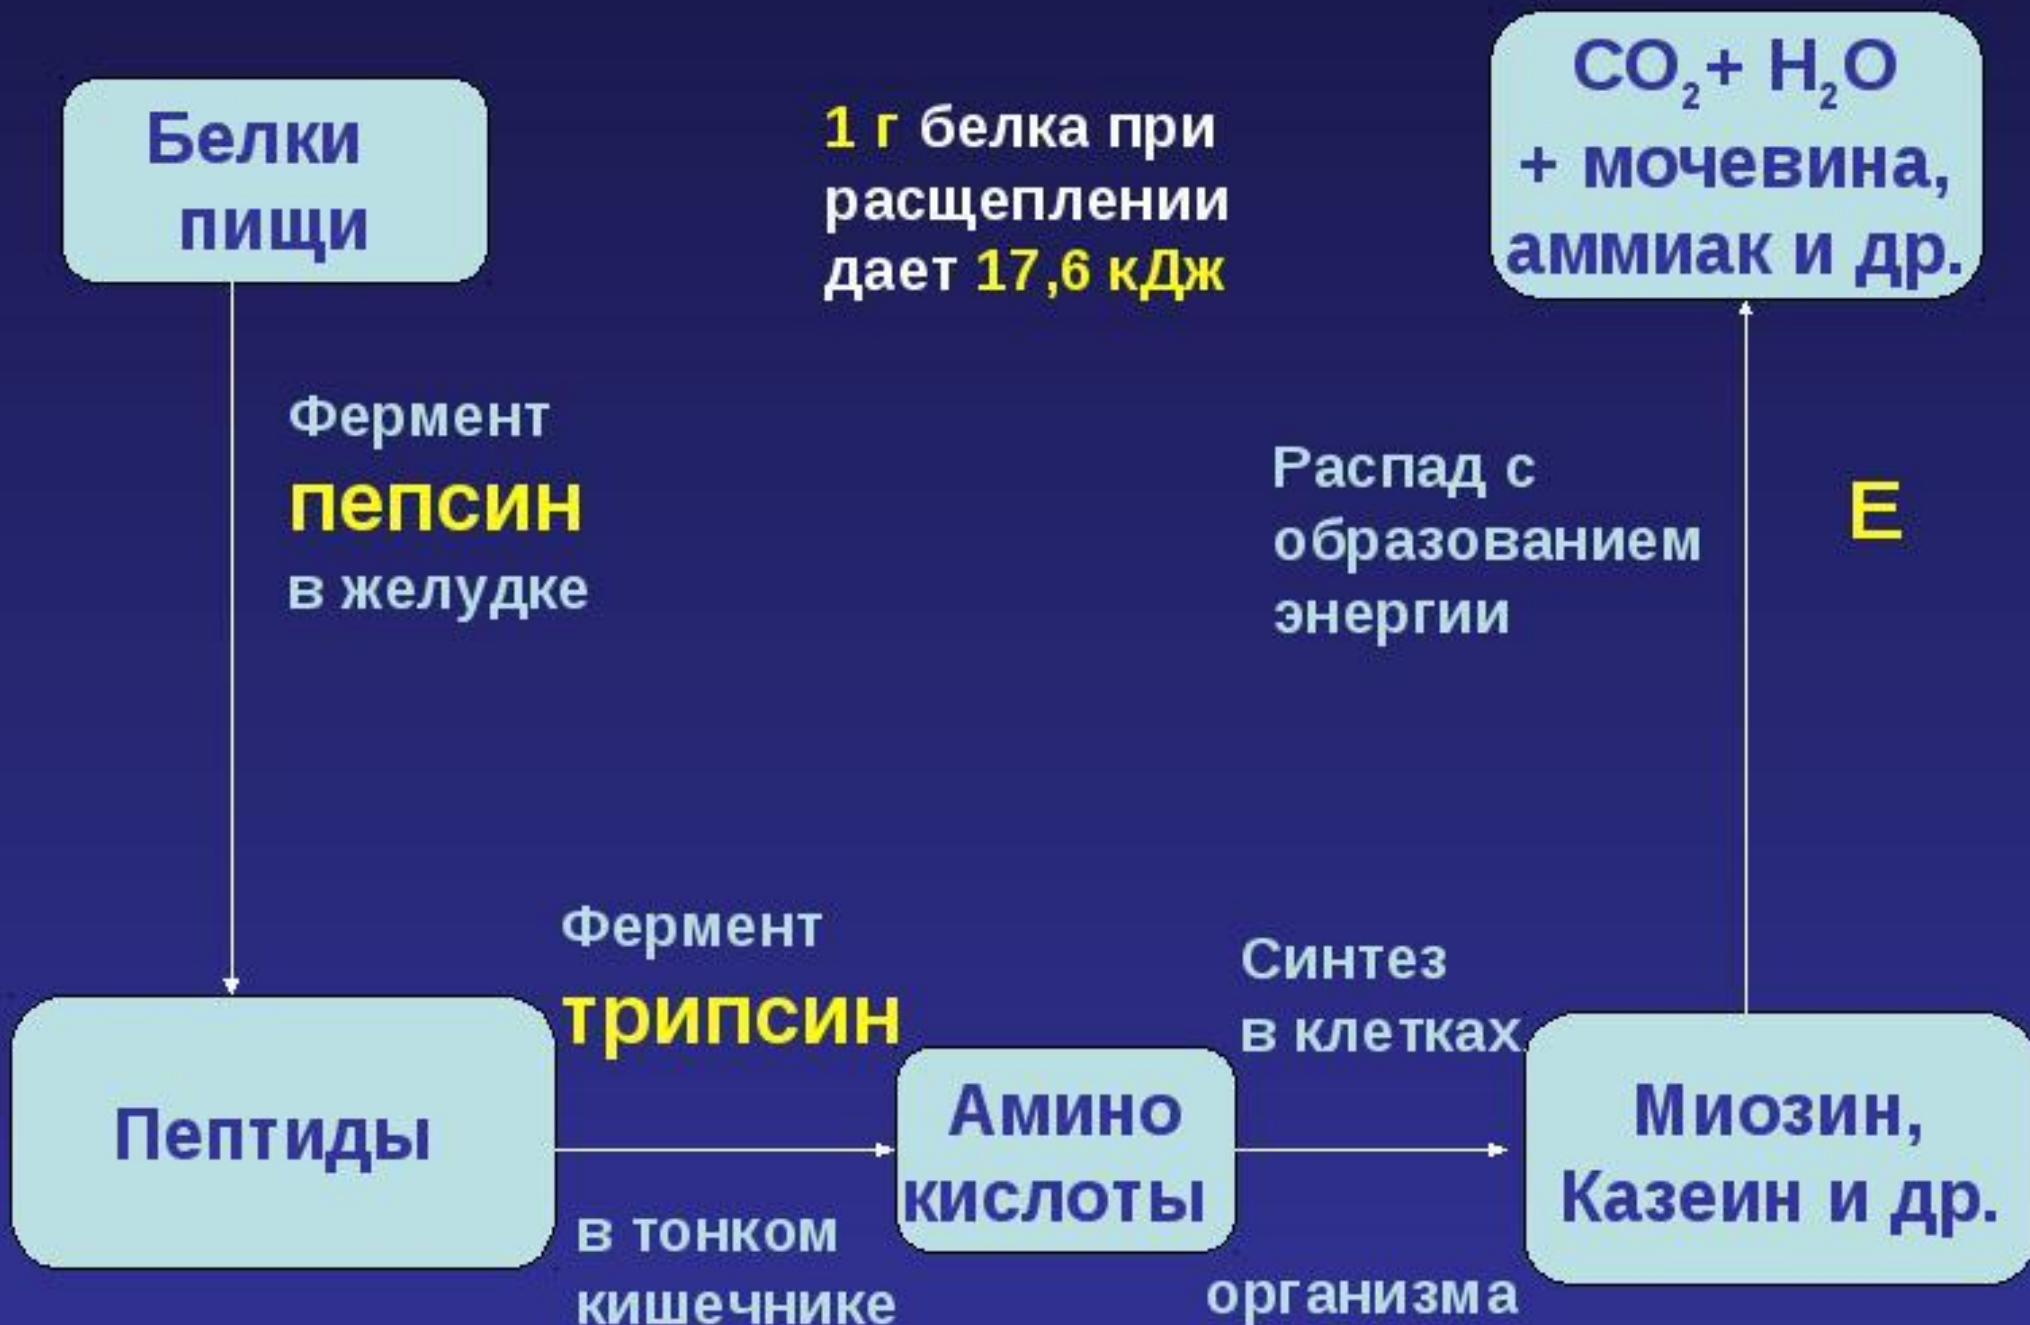 Белки
пищи
1 г белка при
расщеплении
дает 17,6 кДж
CO₂+ H₂O
+ мочевина,
аммиак и др.
Фермент
пепсин
в желудке
Распад с
образованием
энергии
E
Пептиды
Фермент
трипсин
в тонком
кишечнике
Амино
кислоты
Синтез
в клетках
организма
Миозин,
Казеин и др.